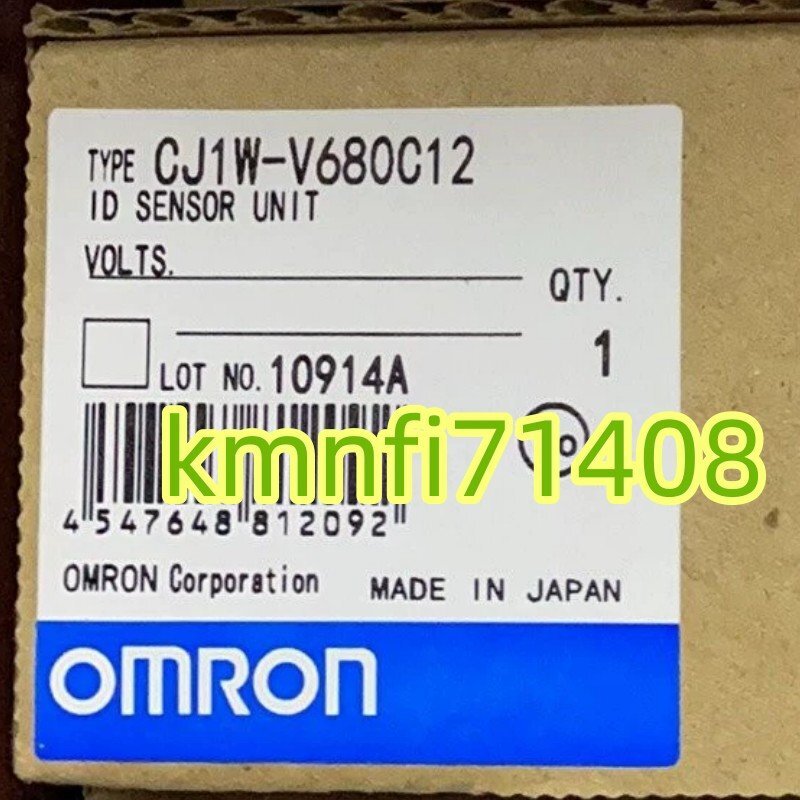 TYPE CJ1W-V680C12
ID SENSOR UNIT
VOLTS.
QTY.
1
LOT NO. 10914A
kmnfi71408
4 547648 812092
OMRON Corporation MADE IN JAPAN
OMRON